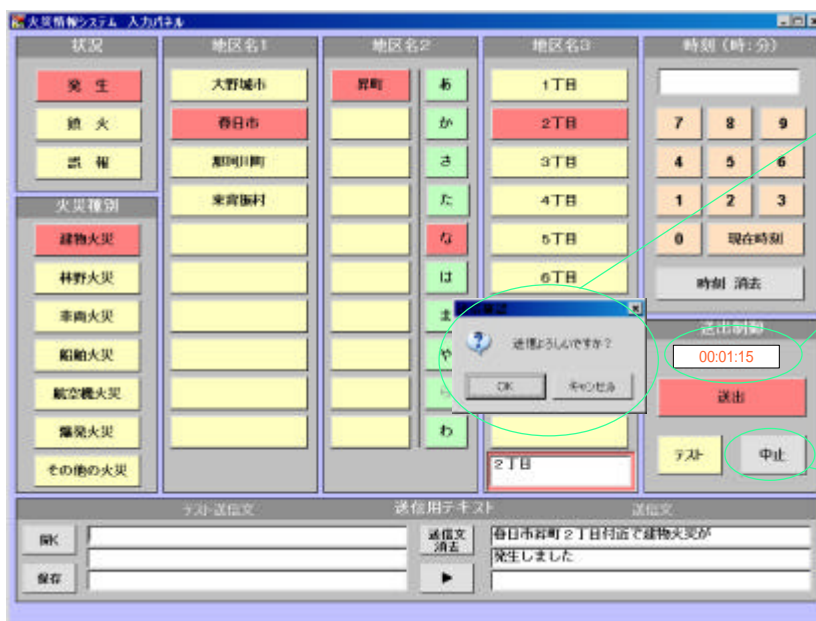 火災情報システム 入力パネル
状況
発 生
鎮 火
誤 報
火災種別
建物火災
林野火災
車両火災
船舶火災
航空機火災
爆発火災
その他の火災
地区名1
大野城市
春日市
那珂川町
東背振村
地区名2
昇町
あ
か
さ
た
な
は
ま
や
ら
わ
地区名3
1丁目
2丁目
3丁目
4丁目
5丁目
6丁目
2丁目
時刻(時:分)
7 8 9
4 5 6
1 2 3
0 現在時刻
時刻 消去
送出制御
00:01:15
送出
テスト 中止
確認
送信よろしいですか?
OK キャンセル
テスト送信文 送信用テキスト 送信文
開く
保存
送信文
消去
▶
春日市昇町2丁目付近で建物火災が
発生しました